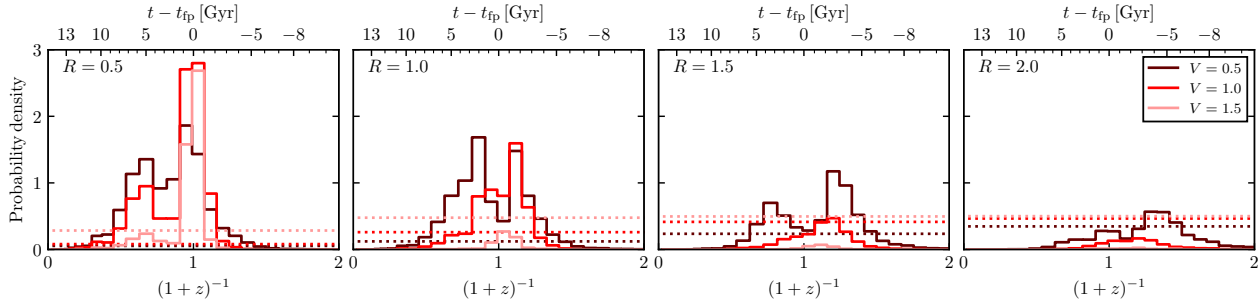 t − t_fp [Gyr] t − t_fp [Gyr] t − t_fp [Gyr] t − t_fp [Gyr]
13 10 5 0 −5 −8 13 10 5 0 −5 −8 13 10 5 0 −5 −8 13 10 5 0 −5 −8
3
R = 0.5 R = 1.0 R = 1.5 R = 2.0
V = 0.5
V = 1.0
V = 1.5
2
Probability density
1
0
0 1 2 0 1 2 0 1 2 0 1 2
(1 + z)⁻¹ (1 + z)⁻¹ (1 + z)⁻¹ (1 + z)⁻¹